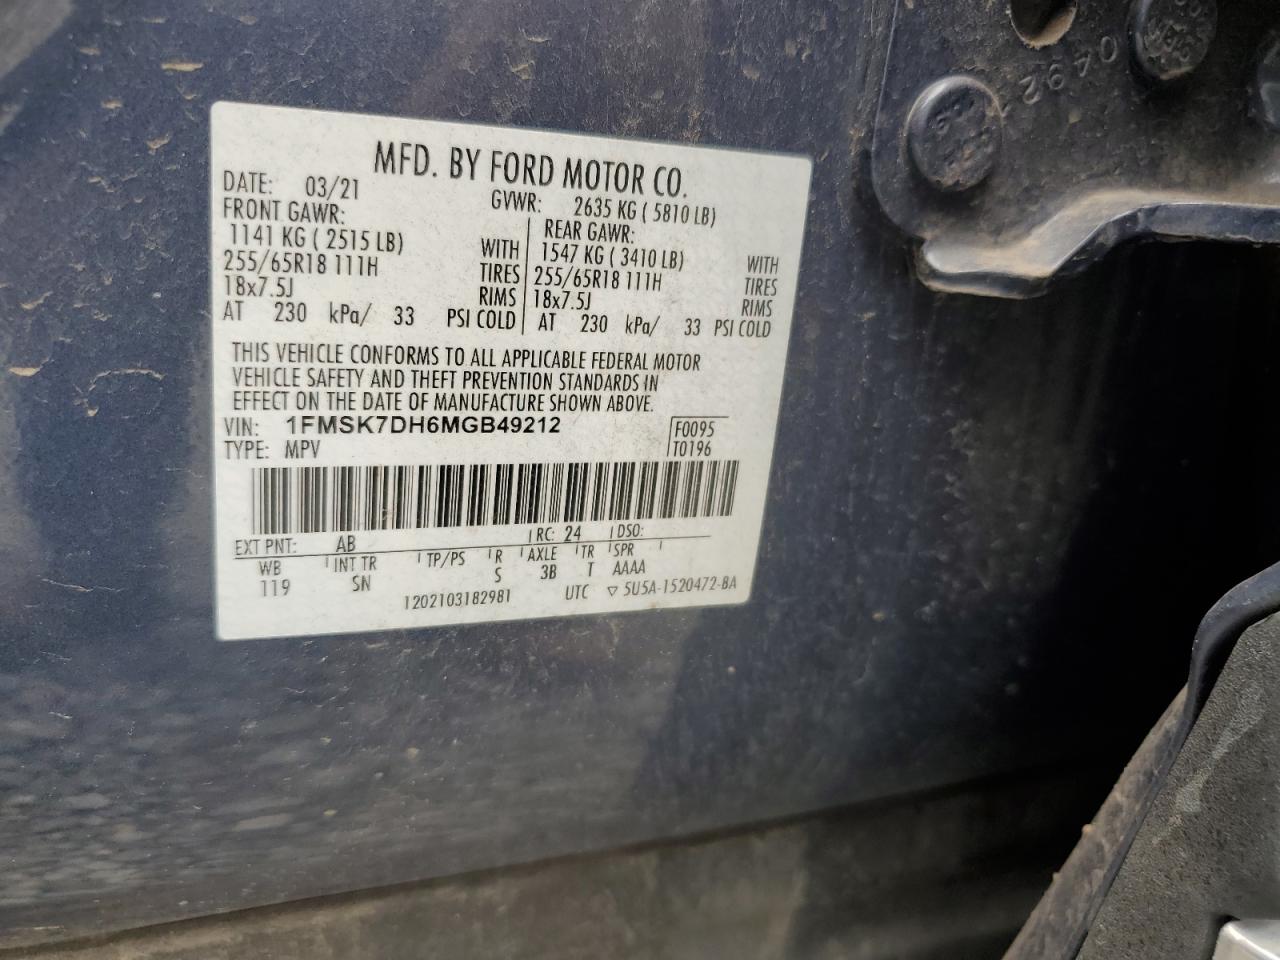 MFD. BY FORD MOTOR CO.
DATE: 03/21 GVWR: 2635 KG ( 5810 LB)
FRONT GAWR: REAR GAWR:
1141 KG ( 2515 LB) WITH 1547 KG ( 3410 LB) WITH
255/65R18 111H TIRES 255/65R18 111H TIRES
18x7.5J RIMS 18x7.5J RIMS
AT 230 kPa/ 33 PSI COLD AT 230 kPa/ 33 PSI COLD
THIS VEHICLE CONFORMS TO ALL APPLICABLE FEDERAL MOTOR
VEHICLE SAFETY AND THEFT PREVENTION STANDARDS IN
EFFECT ON THE DATE OF MANUFACTURE SHOWN ABOVE.
VIN: 1FMSK7DH6MGB49212 F0095
TYPE: MPV T0196
EXT PNT: AB RC: 24 DSO:
WB INT TR TP/PS R AXLE TR SPR
119 SN S 3B T AAAA
1202103182981 UTC ▽ 5U5A-1520472-BA
0492